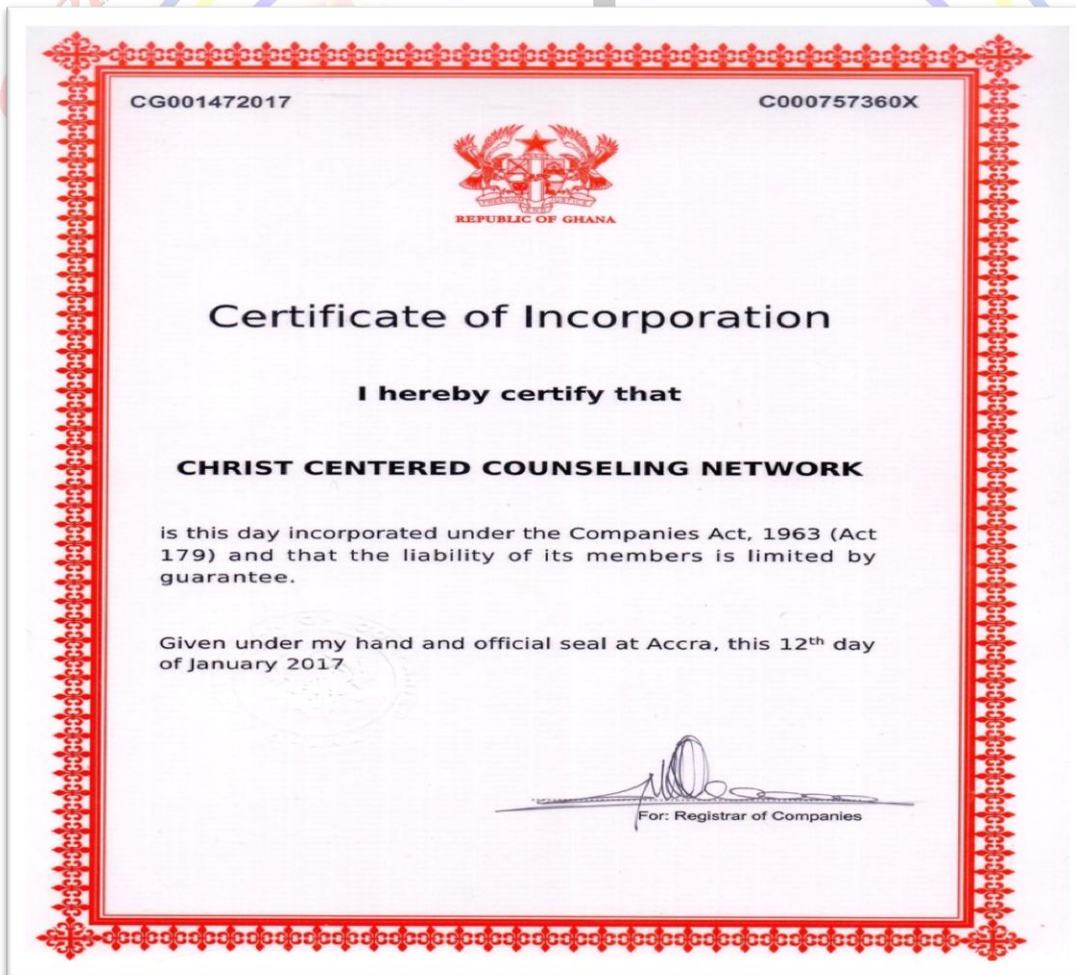 CG001472017
C000757360X
REPUBLIC OF GHANA
Certificate of Incorporation
I hereby certify that
CHRIST CENTERED COUNSELING NETWORK
is this day incorporated under the Companies Act, 1963 (Act
179) and that the liability of its members is limited by
guarantee.
Given under my hand and official seal at Accra, this 12th day
of January 2017
For: Registrar of Companies